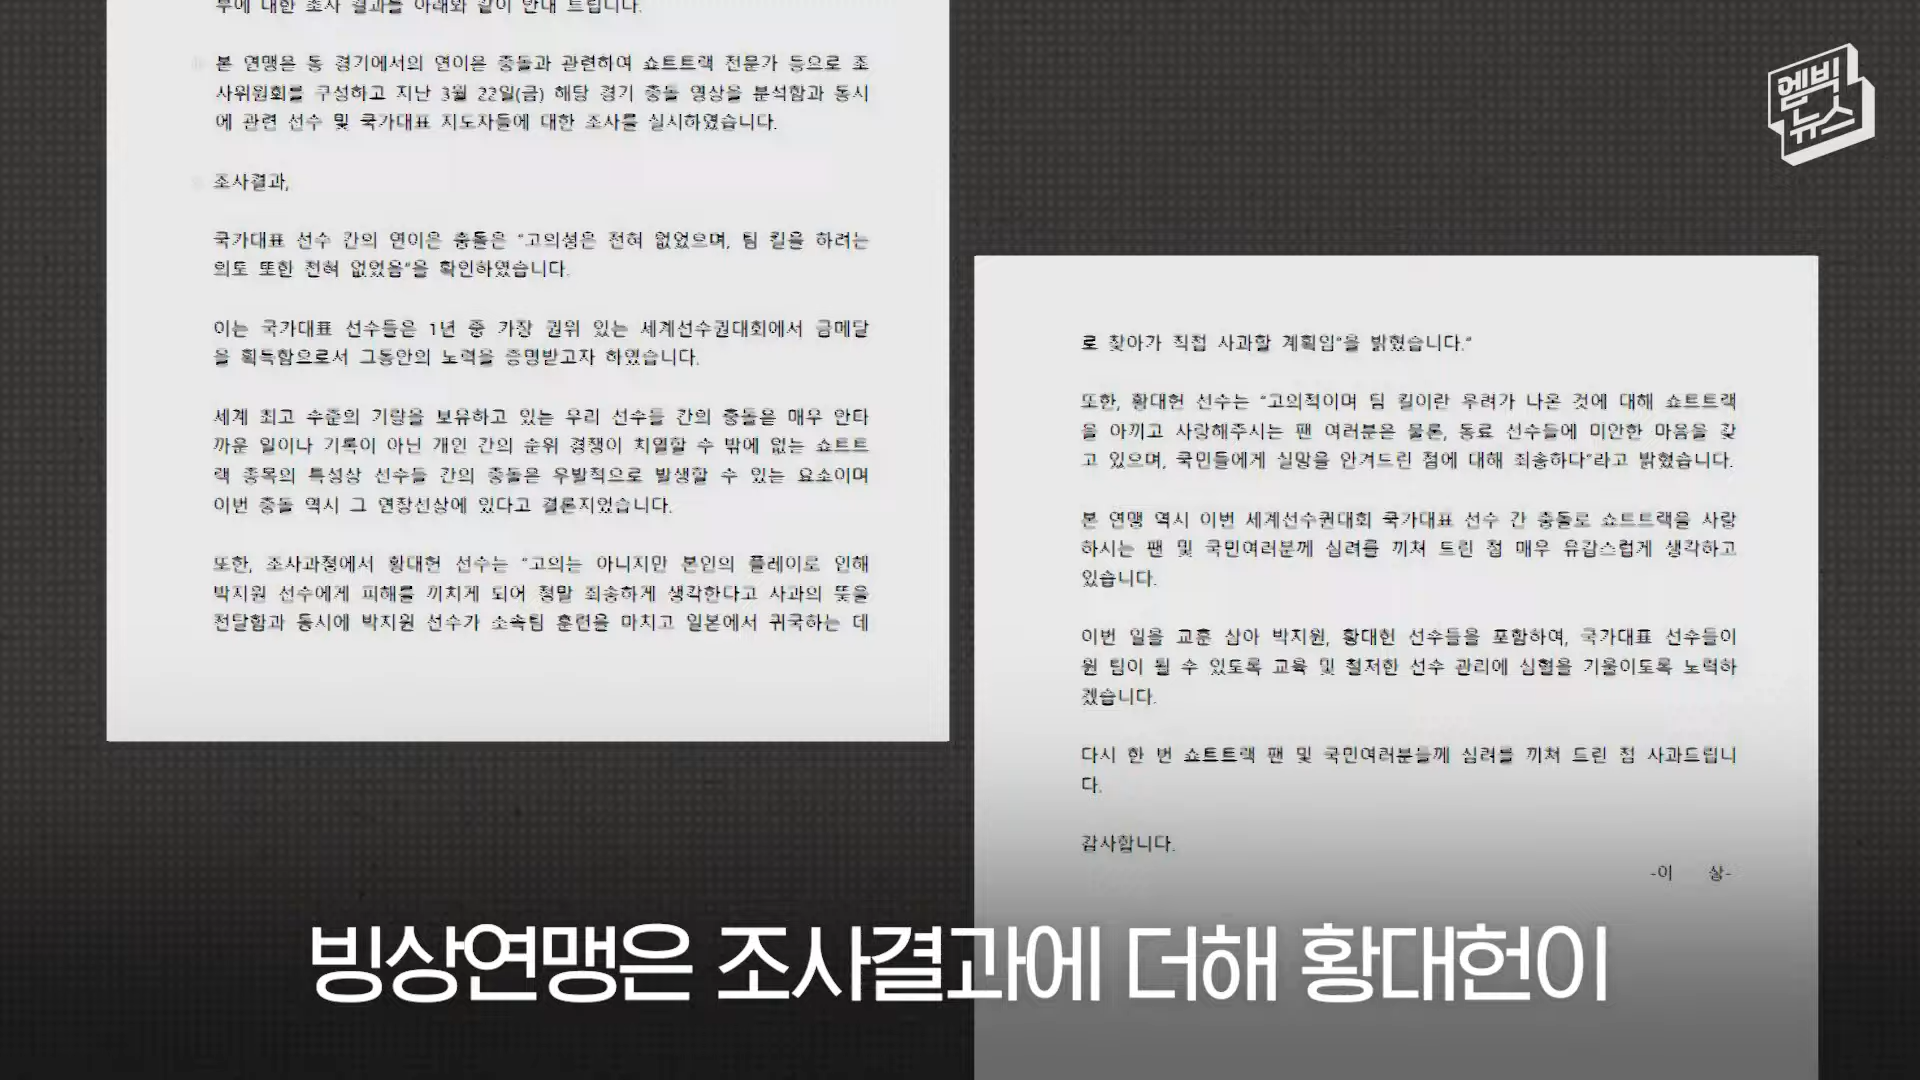 부에 대한 조사 결과를 아래와 같이 안내 드립니다.
본 연맹은 동 경기에서의 연이은 충돌과 관련하여 쇼트트랙 전문가 등으로 조
사위원회를 구성하고 지난 3월 22일(금) 해당 경기 충돌 영상을 분석함과 동시
에 관련 선수 및 국가대표 지도자들에 대한 조사를 실시하였습니다.
조사결과,
국가대표 선수 간의 연이은 충돌은 “고의성은 전혀 없었으며, 팀 킬을 하려는
의도 또한 전혀 없었음”을 확인하였습니다.
이는 국가대표 선수들은 1년 중 가장 권위 있는 세계선수권대회에서 금메달
을 획득함으로서 그동안의 노력을 증명받고자 하였습니다.
세계 최고 수준의 기량을 보유하고 있는 우리 선수들 간의 충돌은 매우 안타
까운 일이나 기록이 아닌 개인 간의 순위 경쟁이 치열할 수 밖에 없는 쇼트트
랙 종목의 특성상 선수들 간의 충돌은 우발적으로 발생할 수 있는 요소이며
이번 충돌 역시 그 연장선상에 있다고 결론지었습니다.
또한, 조사과정에서 황대헌 선수는 “고의는 아니지만 본인의 플레이로 인해
박지원 선수에게 피해를 끼치게 되어 정말 죄송하게 생각한다고 사과의 뜻을
전달함과 동시에 박지원 선수가 소속팀 훈련을 마치고 일본에서 귀국하는 데
로 찾아가 직접 사과할 계획임”을 밝혔습니다.”
또한, 황대헌 선수는 “고의적이며 팀 킬이란 우려가 나온 것에 대해 쇼트트랙
을 아끼고 사랑해주시는 팬 여러분은 물론, 동료 선수들에 미안한 마음을 갖
고 있으며, 국민들에게 실망을 안겨드린 점에 대해 죄송하다”라고 밝혔습니다.
본 연맹 역시 이번 세계선수권대회 국가대표 선수 간 충돌로 쇼트트랙을 사랑
하시는 팬 및 국민여러분께 심려를 끼쳐 드린 점 매우 유감스럽게 생각하고
있습니다.
이번 일을 교훈 삼아 박지원, 황대헌 선수들을 포함하여, 국가대표 선수들이
원 팀이 될 수 있도록 교육 및 철저한 선수 관리에 심혈을 기울이도록 노력하
겠습니다.
다시 한 번 쇼트트랙 팬 및 국민여러분들께 심려를 끼쳐 드린 점 사과드립니
다.
감사합니다.
-이 상-
엠빅
뉴스
빙상연맹은 조사결과에 더해 황대헌이